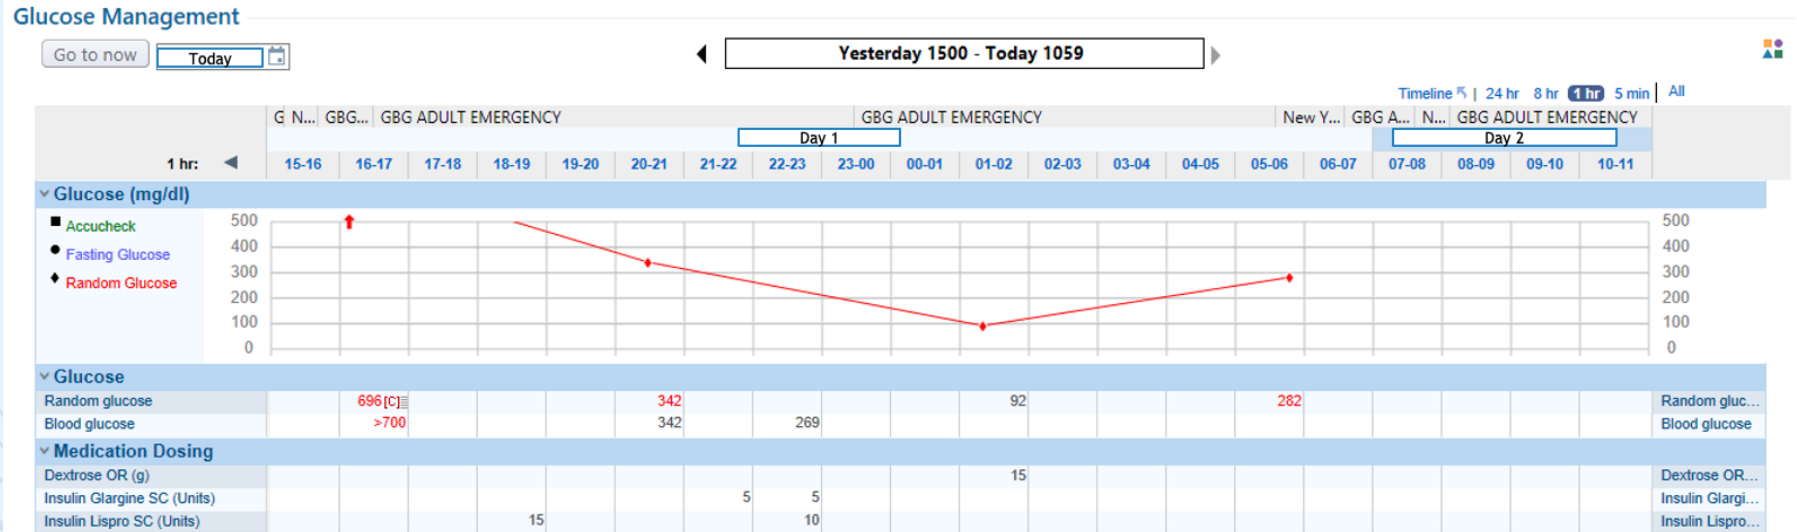 Glucose Management
Go to now Today Yesterday 1500 - Today 1059
Timeline | 24 hr 8 hr 1 hr 5 min | All
G N... GBG... GBG ADULT EMERGENCY GBG ADULT EMERGENCY New Y... GBG A... N... GBG ADULT EMERGENCY
Day 1 Day 2
1 hr: 15-16 16-17 17-18 18-19 19-20 20-21 21-22 22-23 23-00 00-01 01-02 02-03 03-04 04-05 05-06 06-07 07-08 08-09 09-10 10-11
Glucose (mg/dl)
Accucheck 500 500
400 400
Fasting Glucose
300 300
Random Glucose
200 200
100 100
0 0
Glucose
Random glucose 696 [C] 342 92 282 Random gluc...
Blood glucose >700 342 269 Blood glucose
Medication Dosing
Dextrose OR (g) 15 Dextrose OR...
Insulin Glargine SC (Units) 5 5 Insulin Glargi...
Insulin Lispro SC (Units) 15 10 Insulin Lispro...